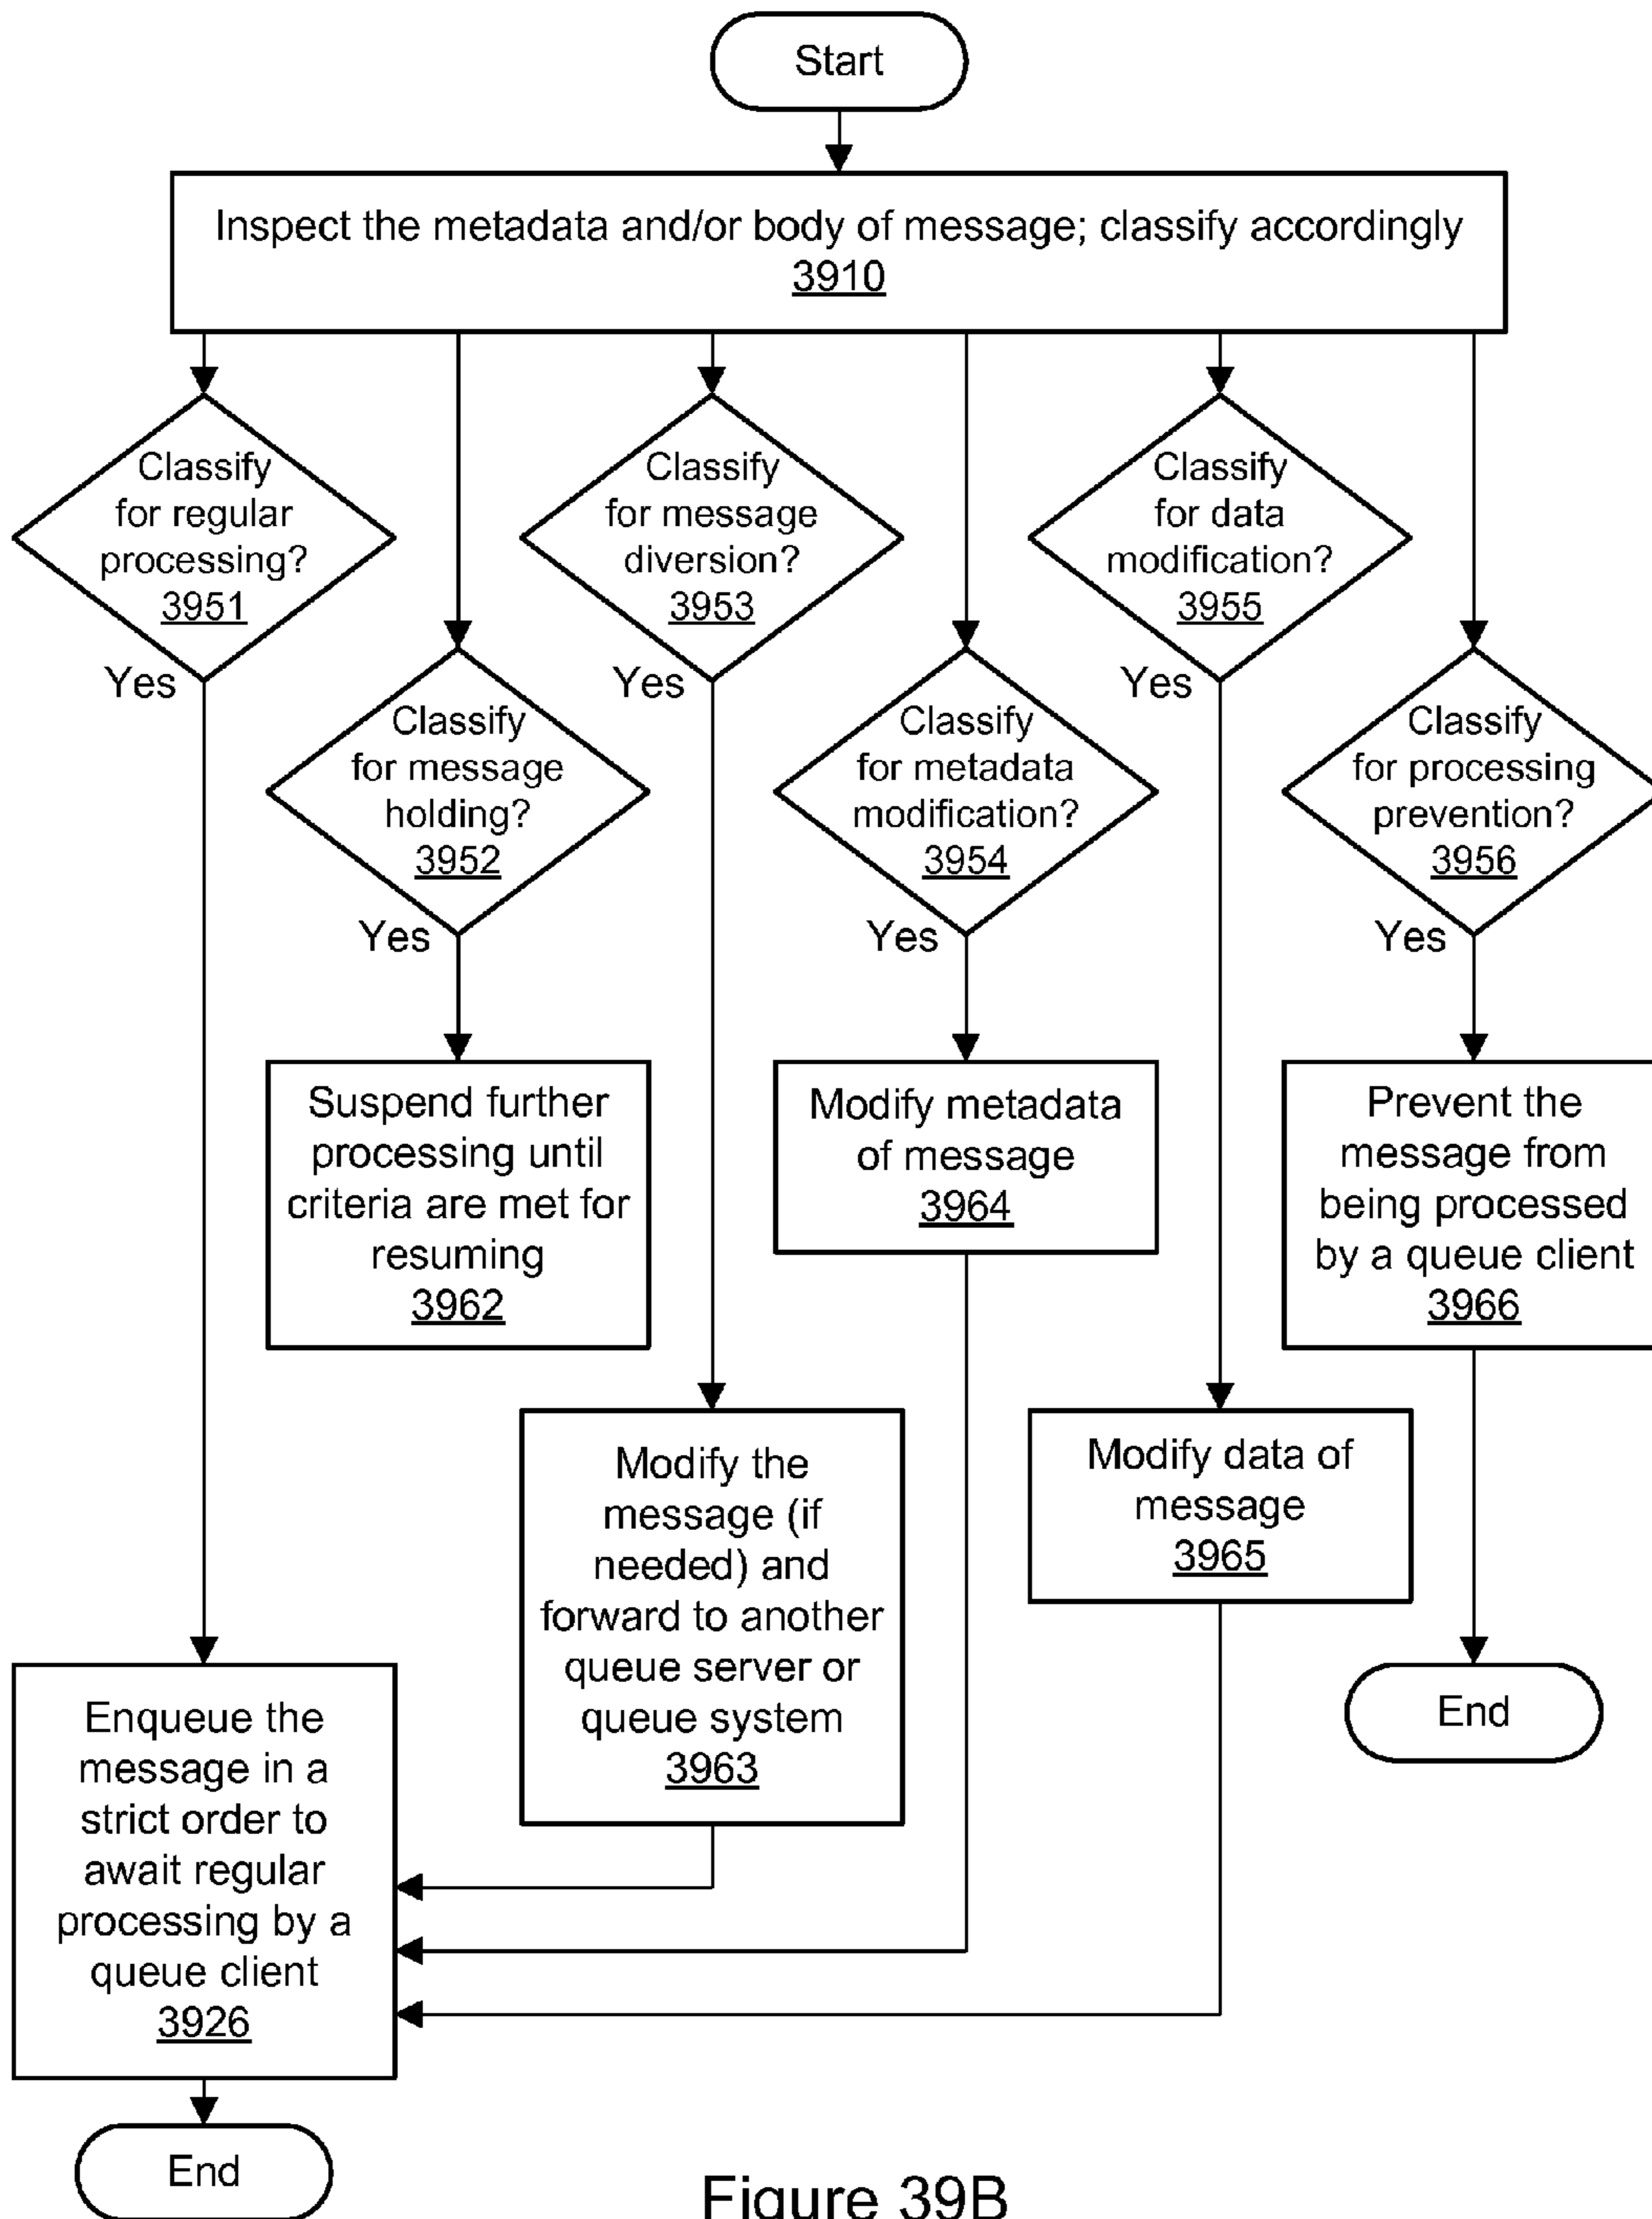 Start
Inspect the metadata and/or body of message; classify accordingly
3910
Classify
for regular
processing?
3951
Yes
Classify
for message
diversion?
3953
Yes
Classify
for data
modification?
3955
Yes
Classify
for message
holding?
3952
Yes
Classify
for metadata
modification?
3954
Yes
Classify
for processing
prevention?
3956
Yes
Suspend further
processing until
criteria are met for
resuming
3962
Modify metadata
of message
3964
Prevent the
message from
being processed
by a queue client
3966
Modify the
message (if
needed) and
forward to another
queue server or
queue system
3963
Modify data of
message
3965
Enqueue the
message in a
strict order to
await regular
processing by a
queue client
3926
End
End
Figure 39B